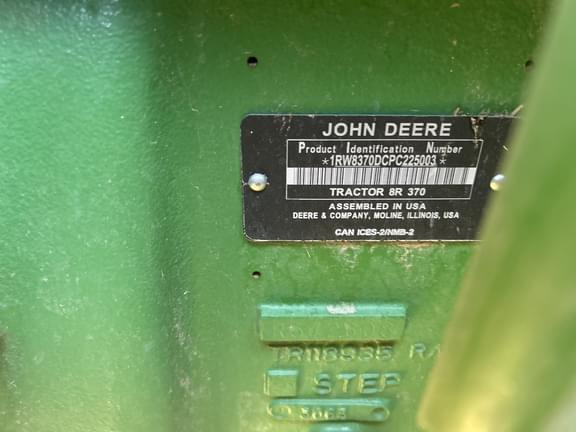 JOHN DEERE
Product Identification Number
*1RW8370DCPC225003*
TRACTOR 8R 370
ASSEMBLED IN USA
DEERE & COMPANY, MOLINE, ILLINOIS, USA
CAN ICES-2/NMB-2
STEP